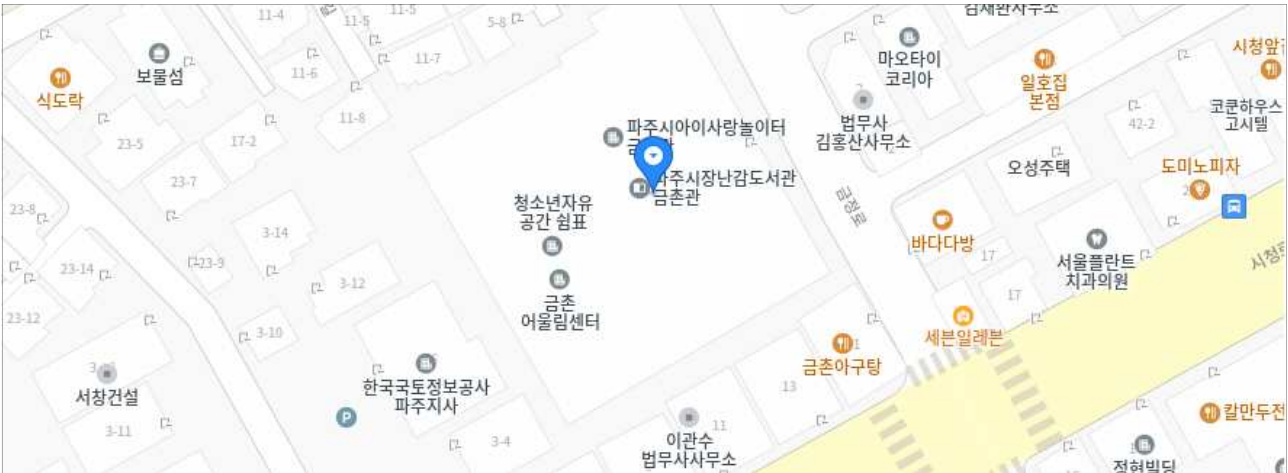 11-4
11-5
11-5
5-8
김재환사무소
보물섬
11-7
마오타이
코리아
시청앞
11-6
식도락
일호집
본점
코쿤하우스
고시텔
11-8
파주시아이사랑놀이터
법무사
김홍산사무소
42-2
23-5
17-2
오성주택
도미노피자
23-7
파주시장난감도서관
금촌관
청소년자유
공간 쉼표
금정로
23-8
3-14
바다다방
17
서울플란트
치과의원
시청로
23-14
23-9
3-12
금촌
어울림센터
17
23-12
3-10
세븐일레븐
금촌아구탕
13
한국국토정보공사
파주지사
서창건설
P
칼만두전
11
3-11
3-4
이관수
법무사사무소
정현빌딩